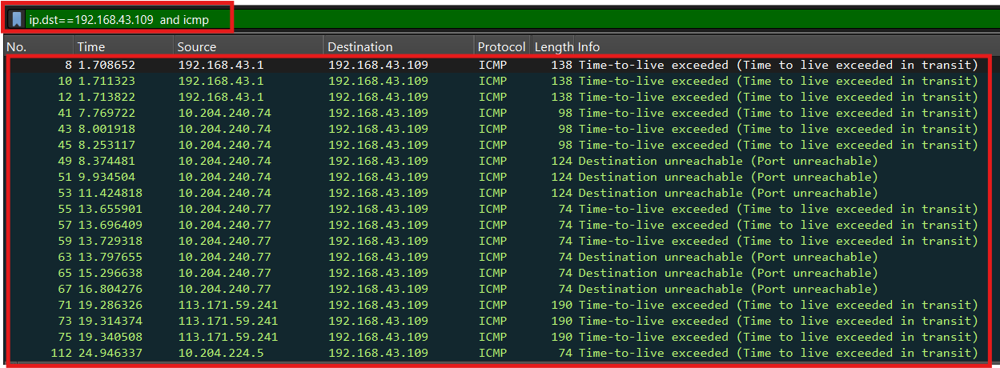 ip.dst==192.168.43.109 and icmp
No. Time Source Destination Protocol Length Info
8 1.708652 192.168.43.1 192.168.43.109 ICMP 138 Time-to-live exceeded (Time to live exceeded in transit)
10 1.711323 192.168.43.1 192.168.43.109 ICMP 138 Time-to-live exceeded (Time to live exceeded in transit)
12 1.713822 192.168.43.1 192.168.43.109 ICMP 138 Time-to-live exceeded (Time to live exceeded in transit)
41 7.769722 10.204.240.74 192.168.43.109 ICMP 98 Time-to-live exceeded (Time to live exceeded in transit)
43 8.001918 10.204.240.74 192.168.43.109 ICMP 98 Time-to-live exceeded (Time to live exceeded in transit)
45 8.253117 10.204.240.74 192.168.43.109 ICMP 98 Time-to-live exceeded (Time to live exceeded in transit)
49 8.374481 10.204.240.74 192.168.43.109 ICMP 124 Destination unreachable (Port unreachable)
51 9.934504 10.204.240.74 192.168.43.109 ICMP 124 Destination unreachable (Port unreachable)
53 11.424818 10.204.240.74 192.168.43.109 ICMP 124 Destination unreachable (Port unreachable)
55 13.655901 10.204.240.77 192.168.43.109 ICMP 74 Time-to-live exceeded (Time to live exceeded in transit)
57 13.696409 10.204.240.77 192.168.43.109 ICMP 74 Time-to-live exceeded (Time to live exceeded in transit)
59 13.729318 10.204.240.77 192.168.43.109 ICMP 74 Time-to-live exceeded (Time to live exceeded in transit)
63 13.797655 10.204.240.77 192.168.43.109 ICMP 74 Destination unreachable (Port unreachable)
65 15.296638 10.204.240.77 192.168.43.109 ICMP 74 Destination unreachable (Port unreachable)
67 16.804276 10.204.240.77 192.168.43.109 ICMP 74 Destination unreachable (Port unreachable)
71 19.286326 113.171.59.241 192.168.43.109 ICMP 190 Time-to-live exceeded (Time to live exceeded in transit)
73 19.314374 113.171.59.241 192.168.43.109 ICMP 190 Time-to-live exceeded (Time to live exceeded in transit)
75 19.340508 113.171.59.241 192.168.43.109 ICMP 190 Time-to-live exceeded (Time to live exceeded in transit)
112 24.946337 10.204.224.5 192.168.43.109 ICMP 74 Time-to-live exceeded (Time to live exceeded in transit)